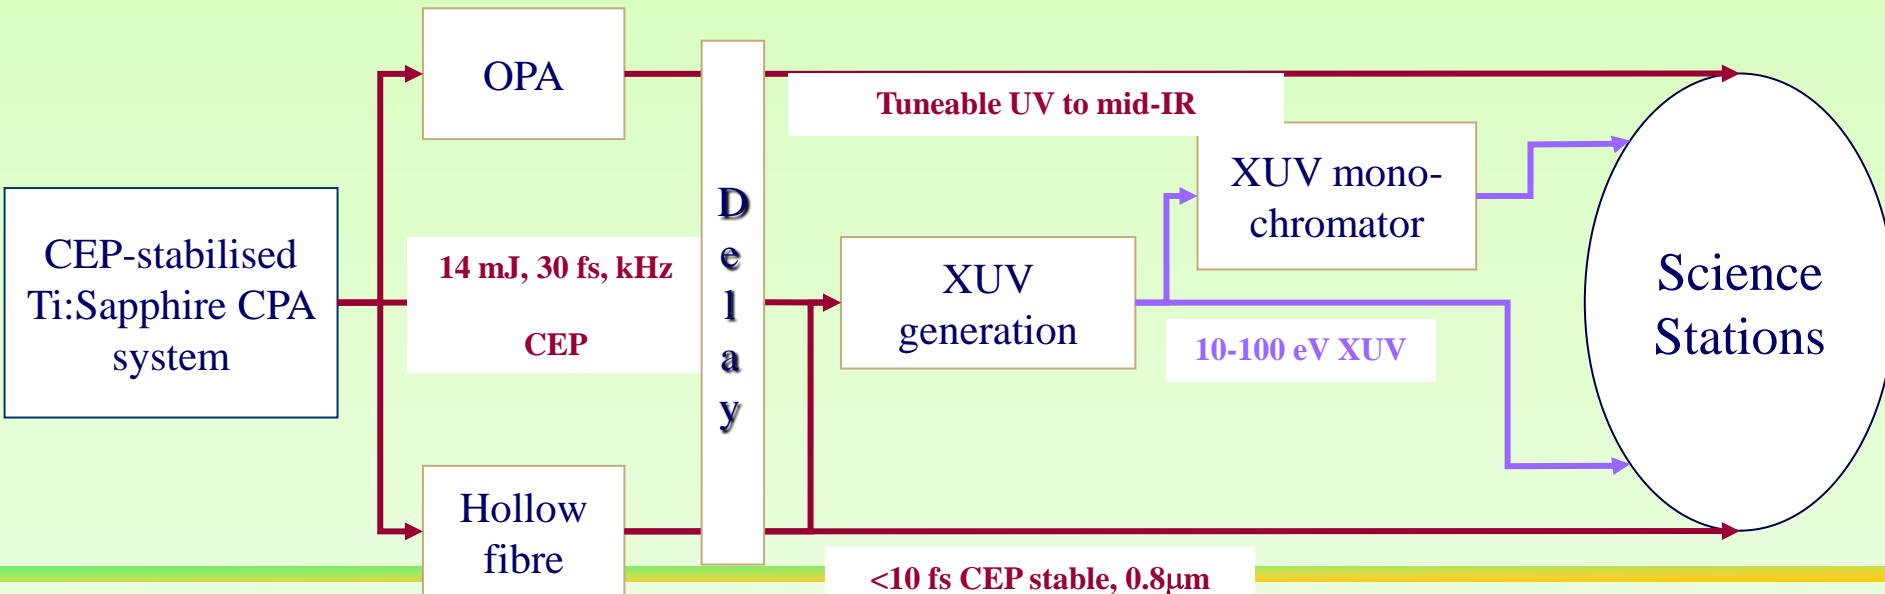 OPA
Tuneable UV to mid-IR
XUV mono-
chromator
D
e
l
a
y
CEP-stabilised
Ti:Sapphire CPA
system
14 mJ, 30 fs, kHz
CEP
XUV
generation
10-100 eV XUV
Science
Stations
Hollow
fibre
<10 fs CEP stable, 0.8μm